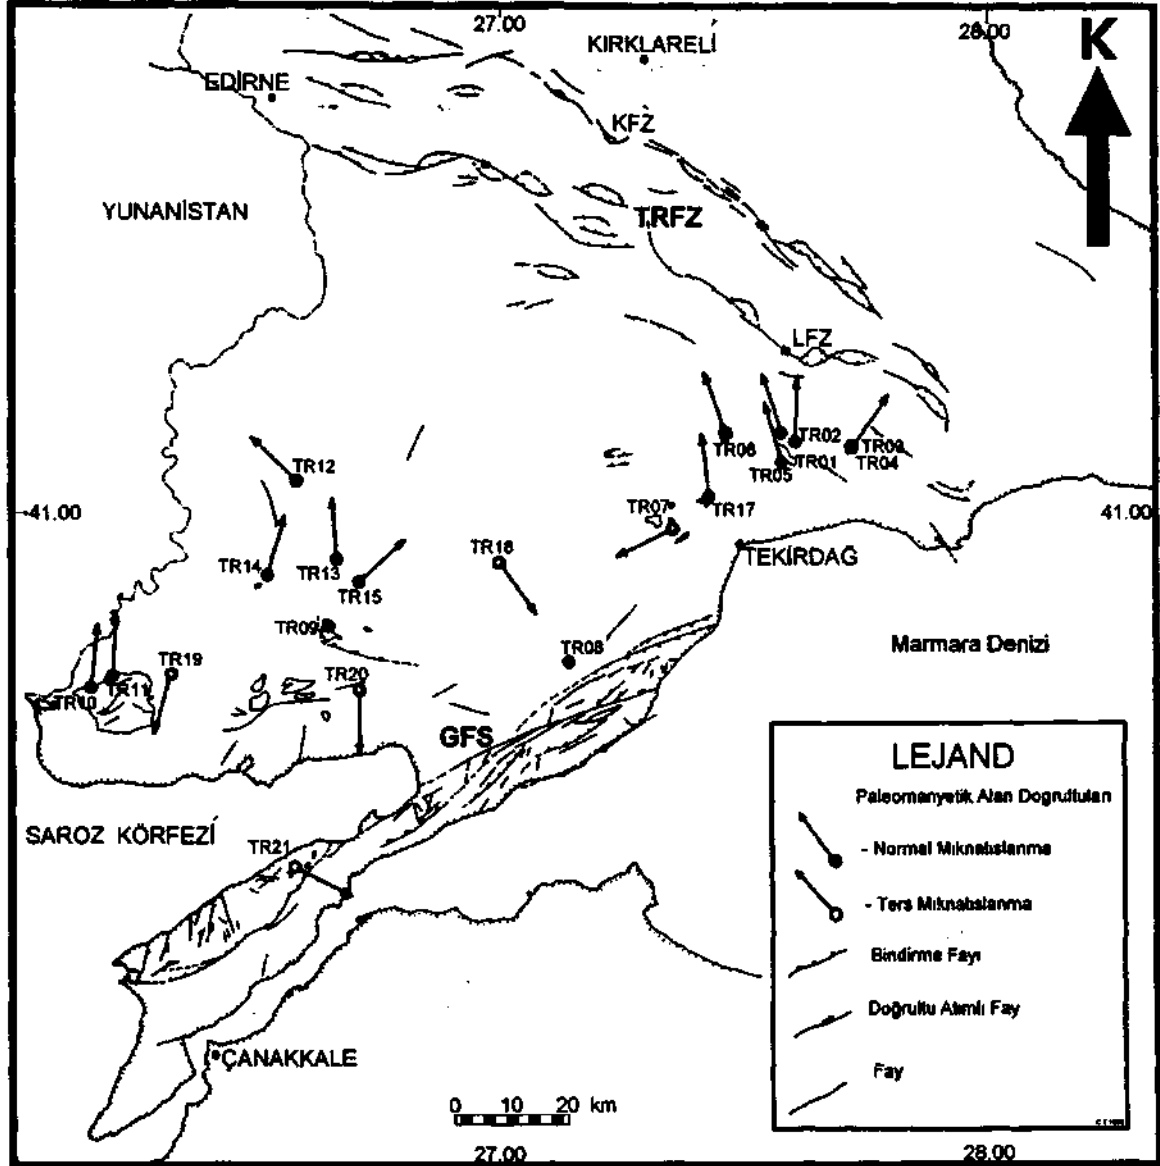 27.00
28.00
KIRKLARELİ
K
EDİRNE
KFZ
YUNANİSTAN
TRFZ
LFZ
TR06
TR02
TR03
TR12
TR05
TR01
TR04
41.00
TR07
TR17
41.00
TR14
TR13
TR18
TEKİRDAĞ
TR15
TR09
TR08
Marmara Denizi
TR19
TR20
TR10
TR11
GFS
LEJAND
Paleomanyetik Alan Dogrultuları
- Normal Mıknatıslanma
- Ters Mıknatıslanma
Bindirme Fayı
Doğrultu Atımlı Fay
Fay
SAROZ KÖRFEZİ
TR21
ÇANAKKALE
0 10 20 km
27.00
28.00